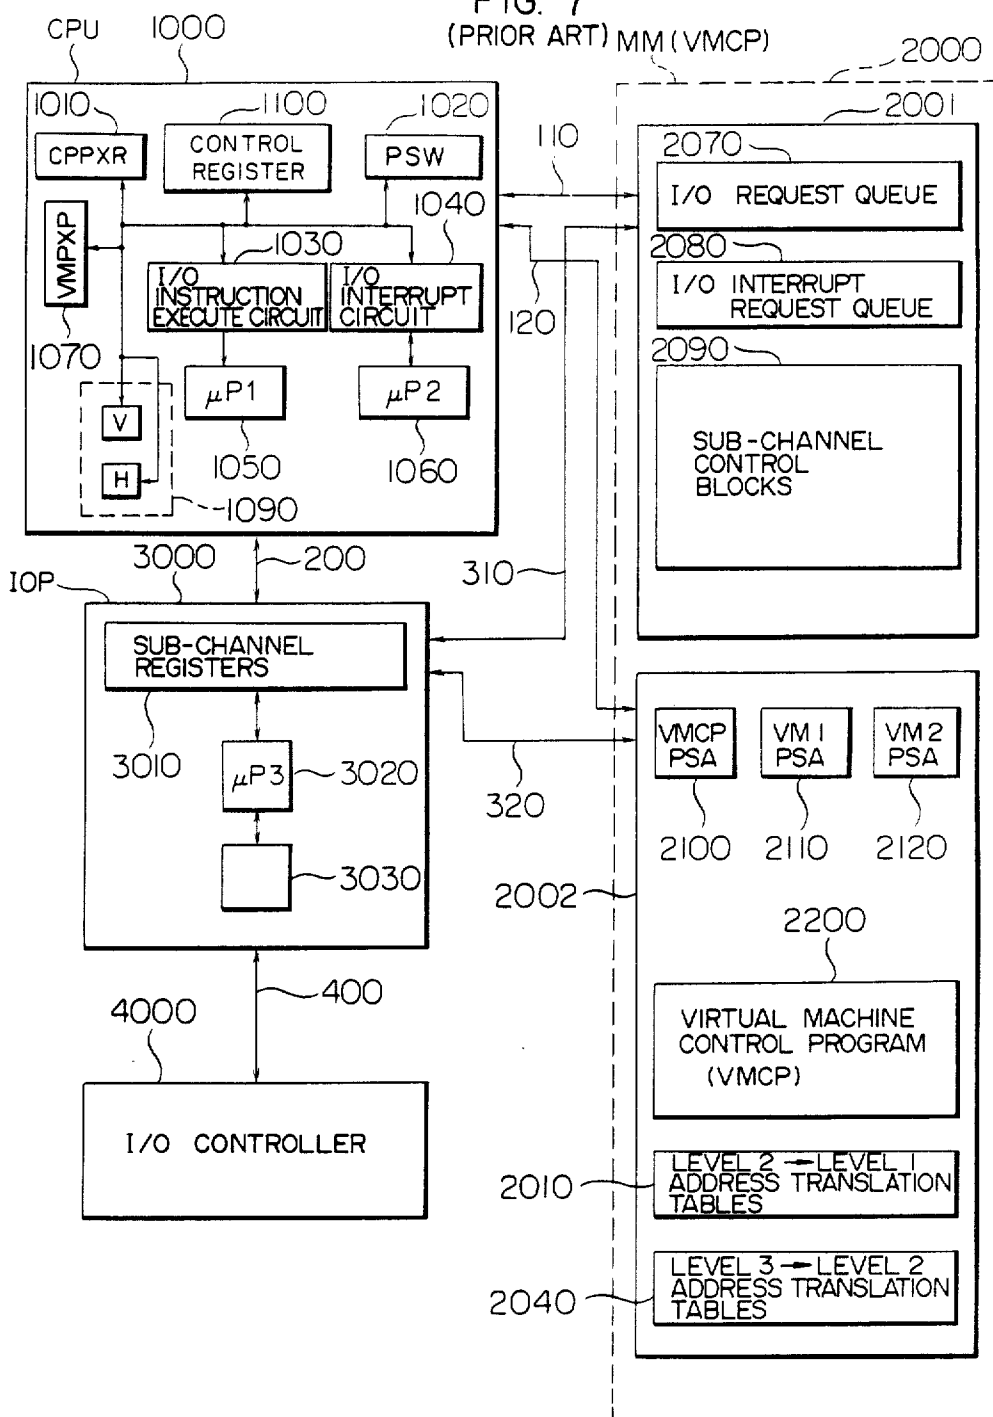 FIG. 7
(PRIOR ART)
MM (VMCP)
2000
CPU
1000
1010
1100
1020
CPPXR
CONTROL
REGISTER
PSW
110
2001
2070
I/O REQUEST QUEUE
1040
VMPXP
1030
2080
I/O
INSTRUCTION
EXECUTE CIRCUIT
I/O
INTERRUPT
CIRCUIT
120
I/O INTERRUPT
REQUEST QUEUE
1070
2090
μP1
μP2
V
1050
1060
H
1090
SUB-CHANNEL
CONTROL
BLOCKS
IOP
3000
200
310
SUB-CHANNEL
REGISTERS
3010
μP3
3020
320
VMCP
PSA
VM1
PSA
VM2
PSA
2100
2110
2120
3030
2002
2200
400
4000
VIRTUAL MACHINE
CONTROL PROGRAM
(VMCP)
I/O CONTROLLER
2010
LEVEL 2 → LEVEL 1
ADDRESS TRANSLATION
TABLES
2040
LEVEL 3 → LEVEL 2
ADDRESS TRANSLATION
TABLES